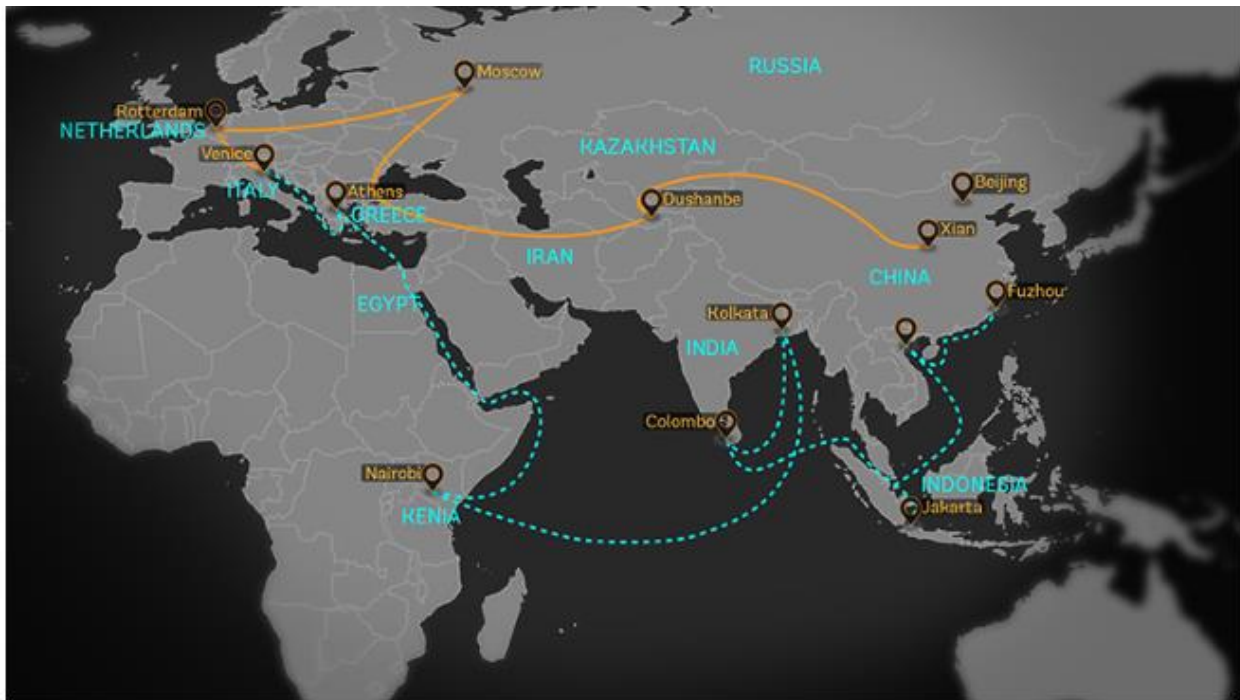 RUSSIA
Moscow
Rotterdam
NETHERLANDS
KAZAKHSTAN
Venice
ITALY
Athens
GREECE
Dushanbe
Beijing
Xian
IRAN
CHINA
EGYPT
Fuzhou
Kolkata
INDIA
Colombo
Nairobi
KENIA
INDONESIA
Jakarta